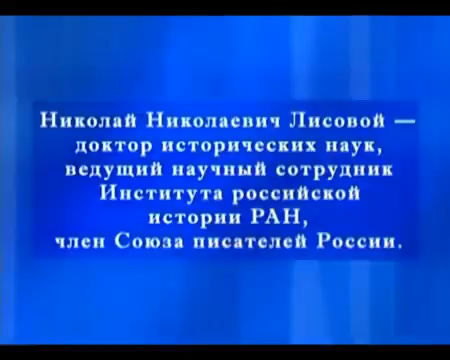 Николай Николаевич Лисовой —
доктор исторических наук,
ведущий научный сотрудник
Института российской
истории РАН,
член Союза писателей России.